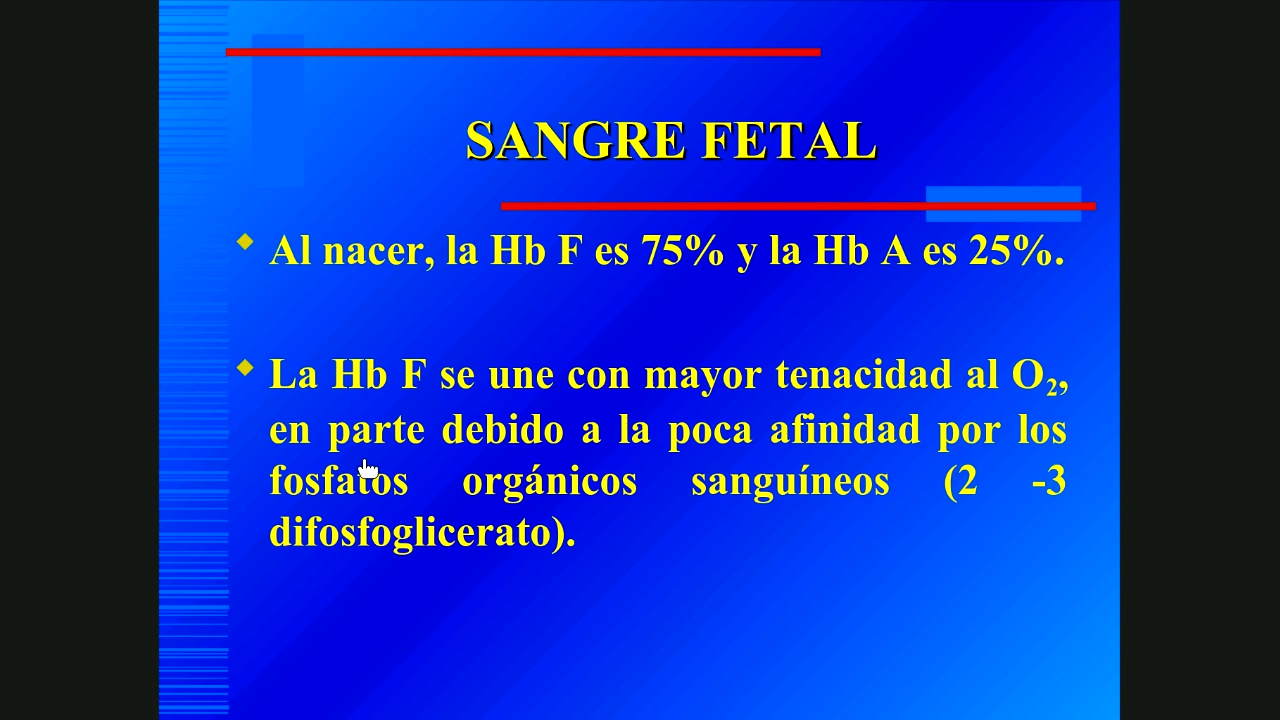 SANGRE FETAL
Al nacer, la Hb F es 75% y la Hb A es 25%.
La Hb F se une con mayor tenacidad al O₂,
en parte debido a la poca afinidad por los
fosfatos orgánicos sanguíneos (2 -3
difosfoglicerato).